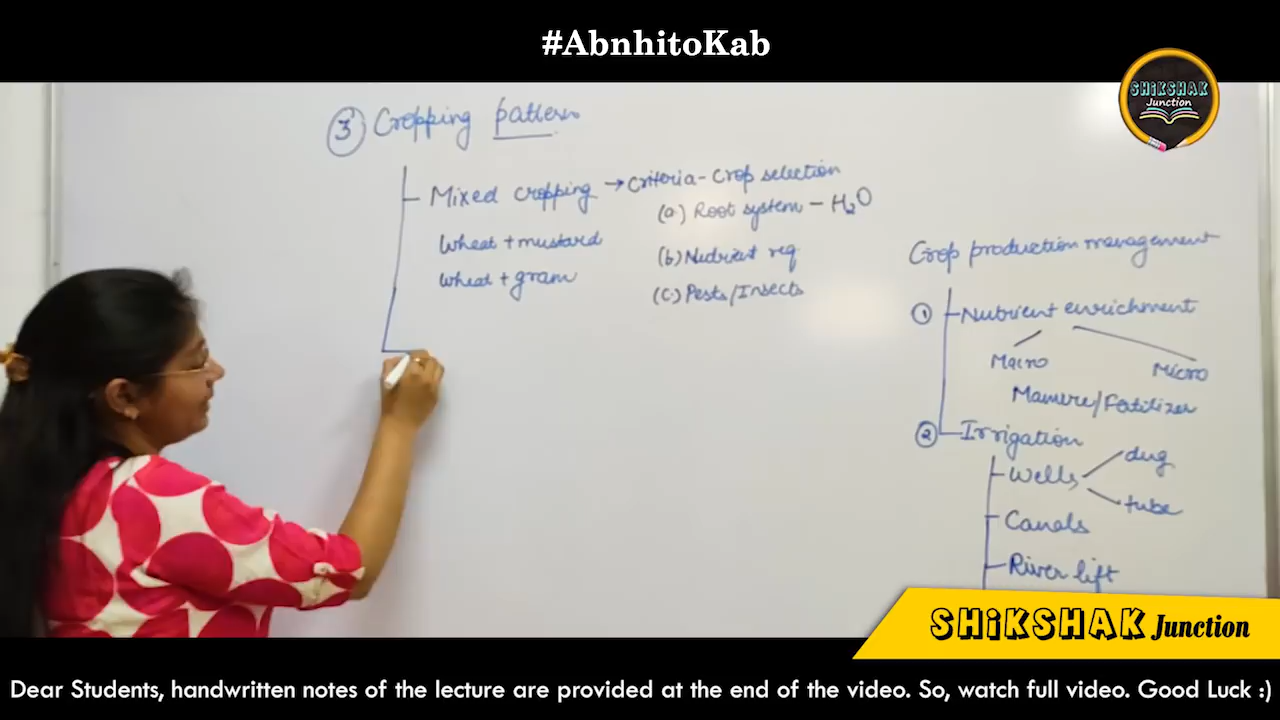 #AbnhitoKab
SHiKSHAK
Junction
3 Cropping pattern
Mixed cropping → Criteria - Crop selection
(a) Root system - H₂O
Wheat + mustard
(b) Nutrient req
Wheat + gram
(c) Pests/Insects
Crop production management
1 Nutrient enrichment
Macro Micro
Manure/Fertilizer
2 Irrigation
Wells dug
tube
Canals
River lift
SHiKSHAK Junction
Dear Students, handwritten notes of the lecture are provided at the end of the video. So, watch full video. Good Luck :)